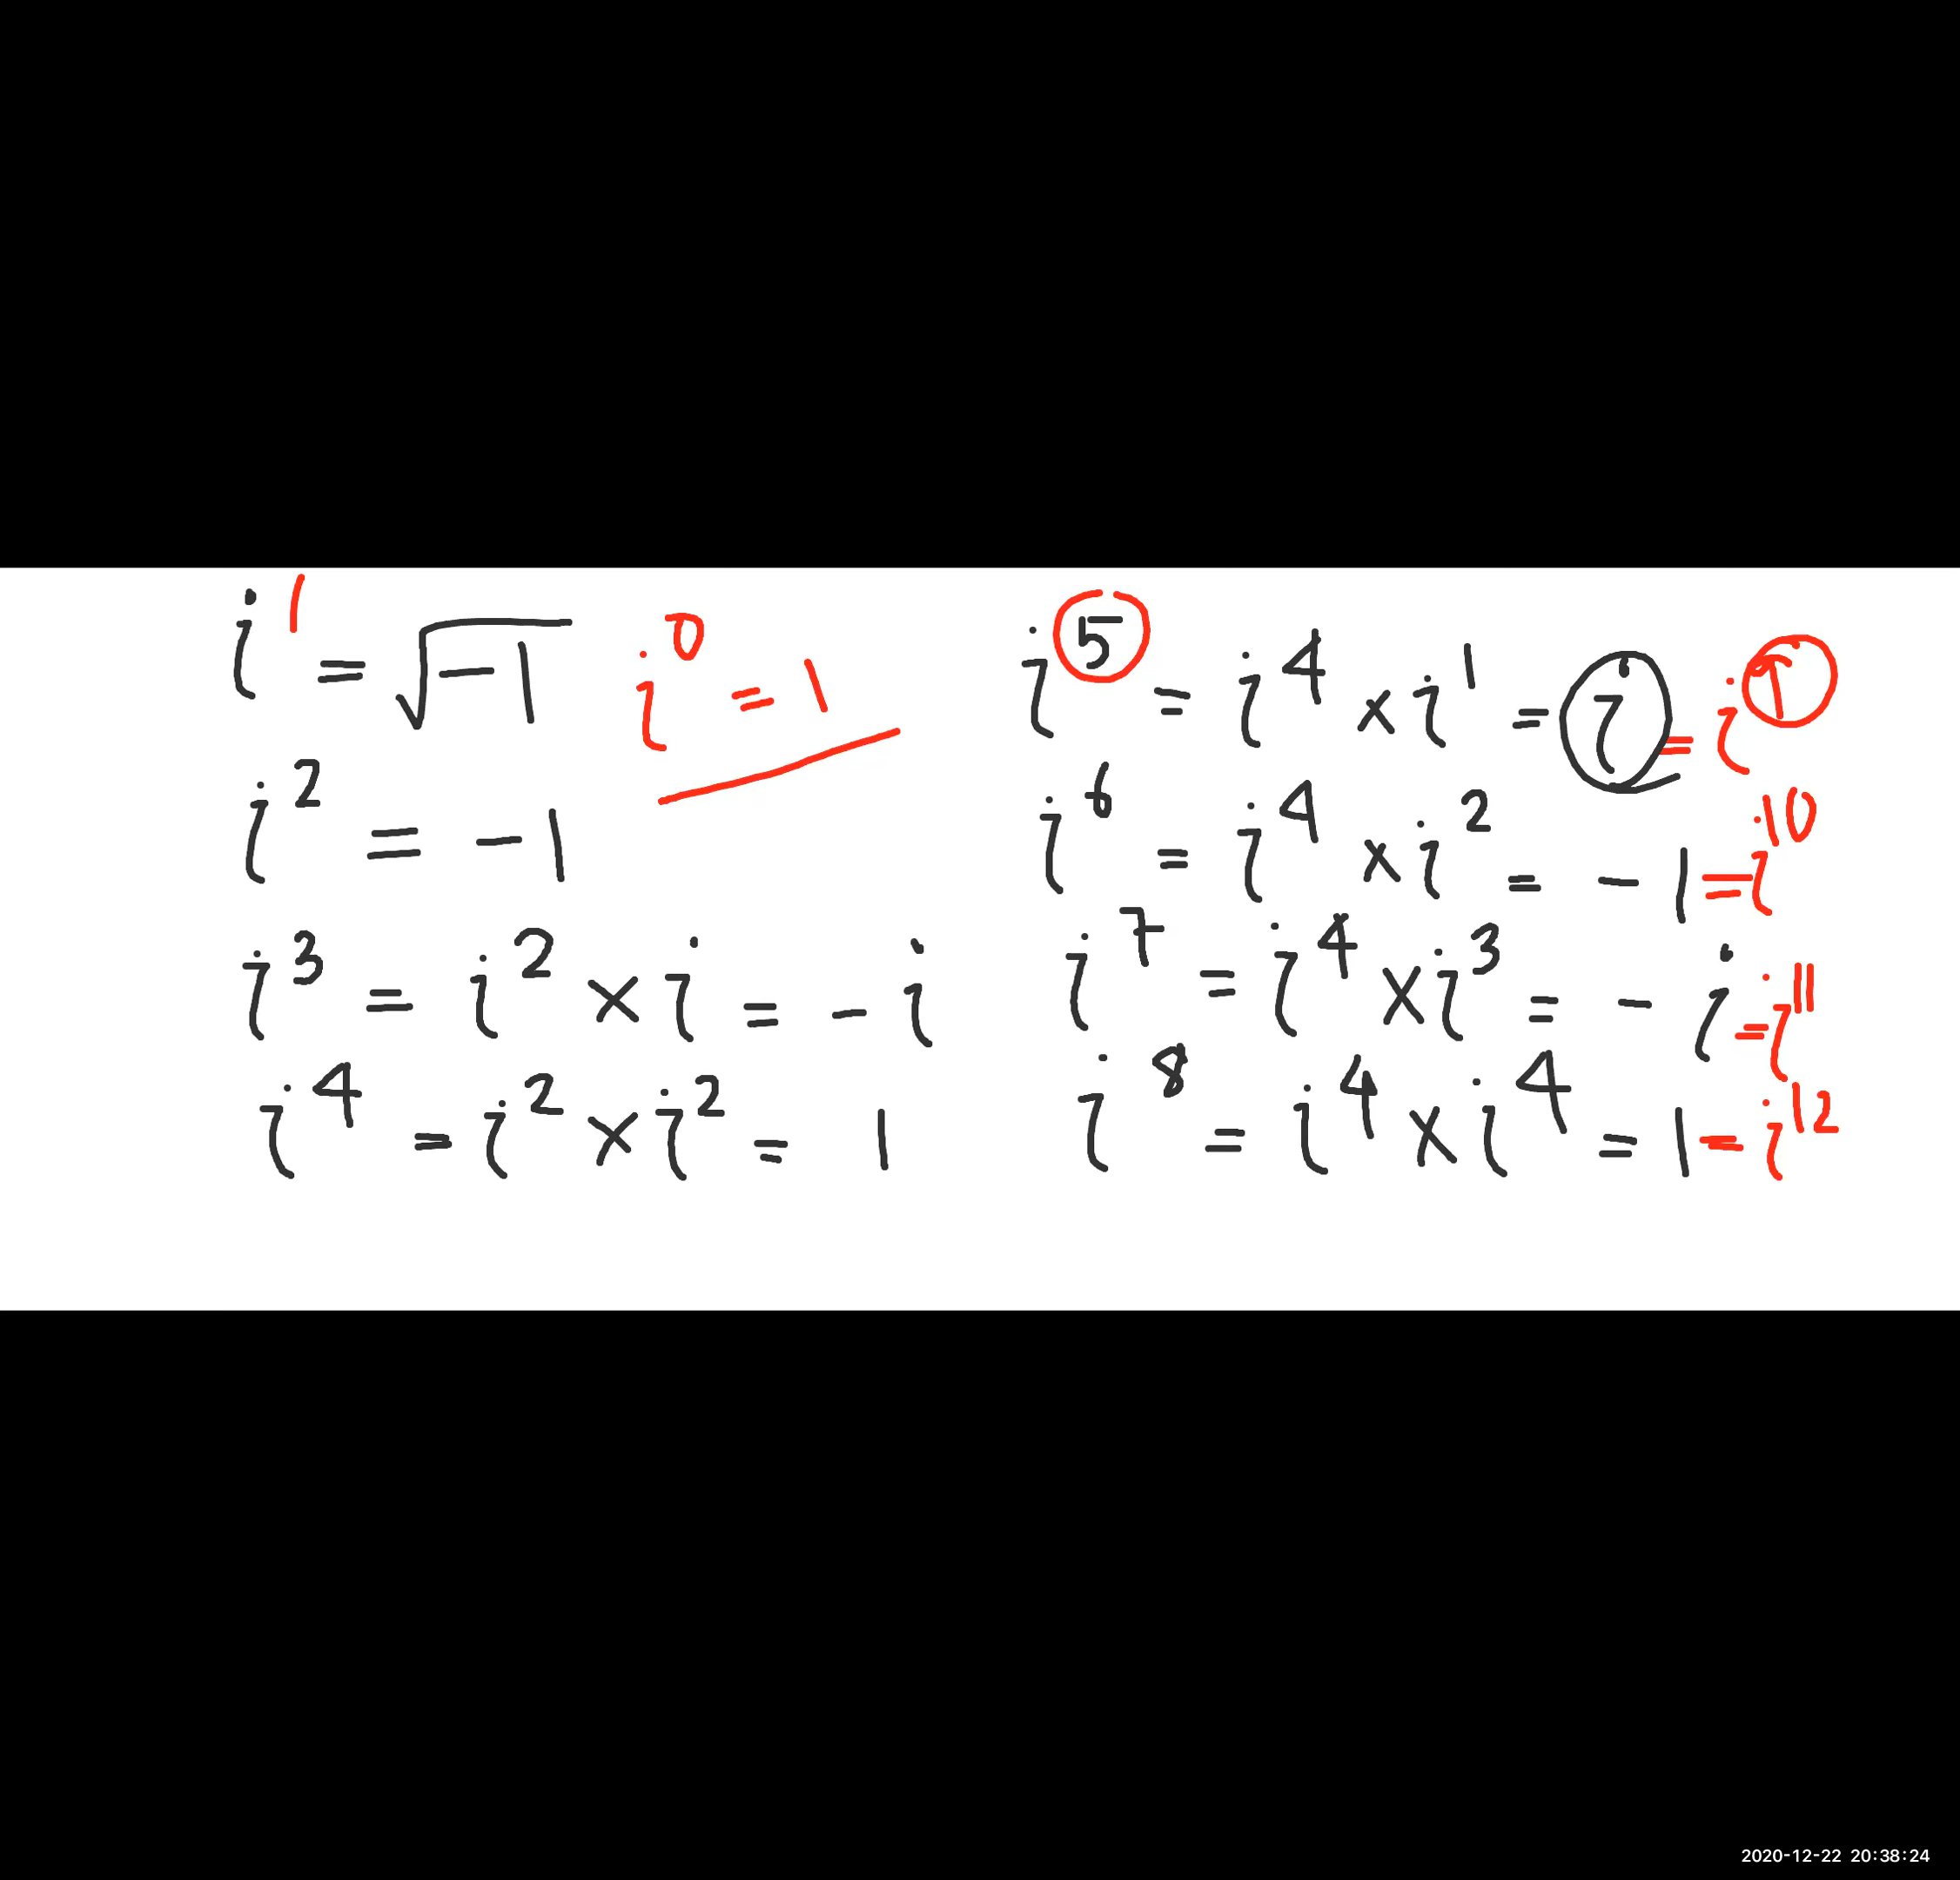 i¹ = √-1
i⁰ = 1
i² = -1
i³ = i² × i = - i
i⁴ = i² × i² = 1
i⁵ = i⁴ × i¹ = i = i⁹
i⁶ = i⁴ × i² = - 1 = i¹⁰
i⁷ = i⁴ × i³ = - i = i¹¹
i⁸ = i⁴ × i⁴ = 1 = i¹²
2020-12-22 20:38:24